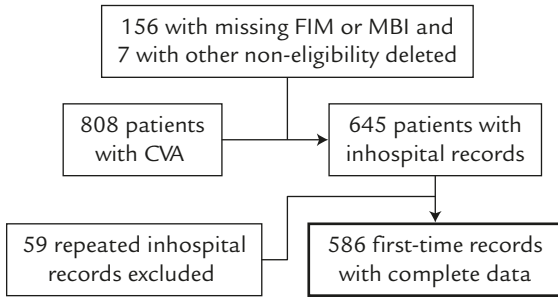 156 with missing FIM or MBI and
7 with other non-eligibility deleted
808 patients
with CVA
645 patients with
inhospital records
59 repeated inhospital
records excluded
586 first-time records
with complete data